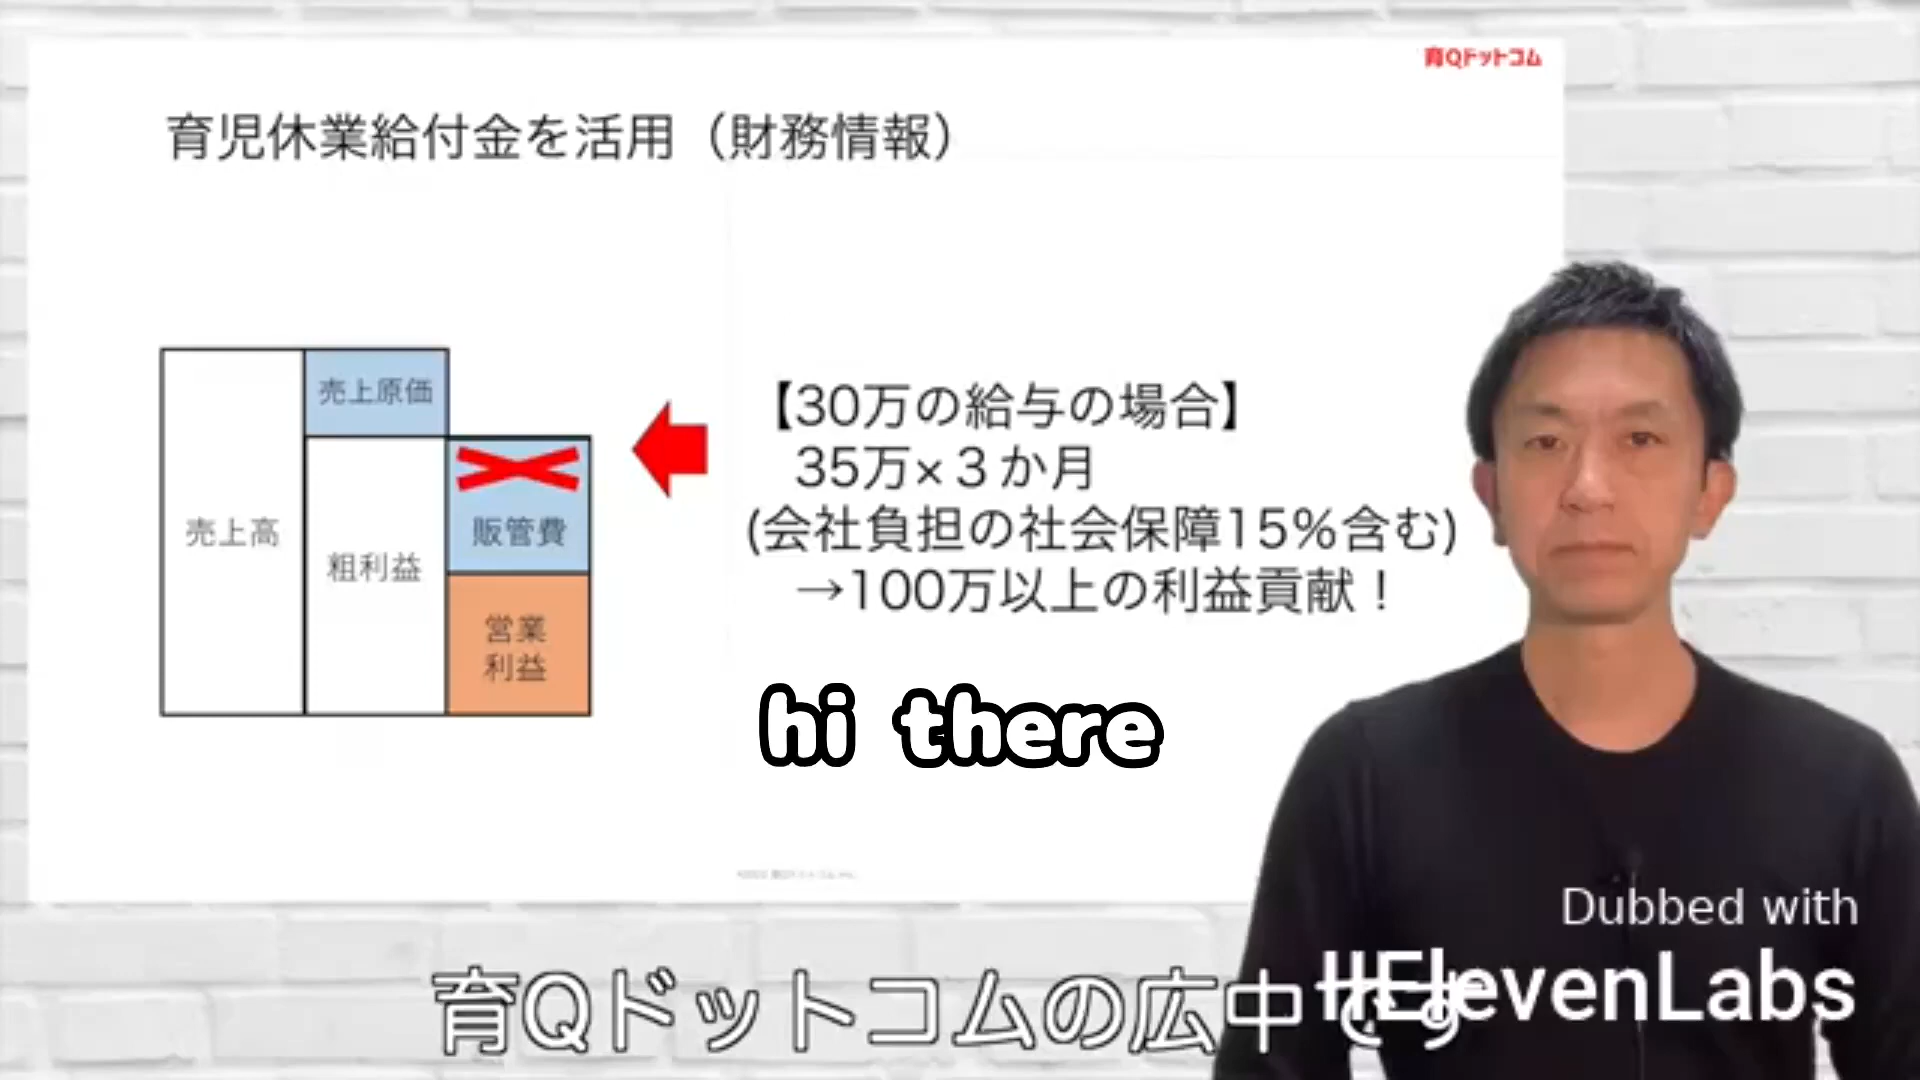 育Qドットコム
育児休業給付金を活用（財務情報）
売上原価
【30万の給与の場合】
35万×３か月
販管費
売上高
(会社負担の社会保障15%含む)
粗利益
→100万以上の利益貢献！
営業
利益
hi there
Dubbed with
IIElevenLabs
育Qドットコムの広中です